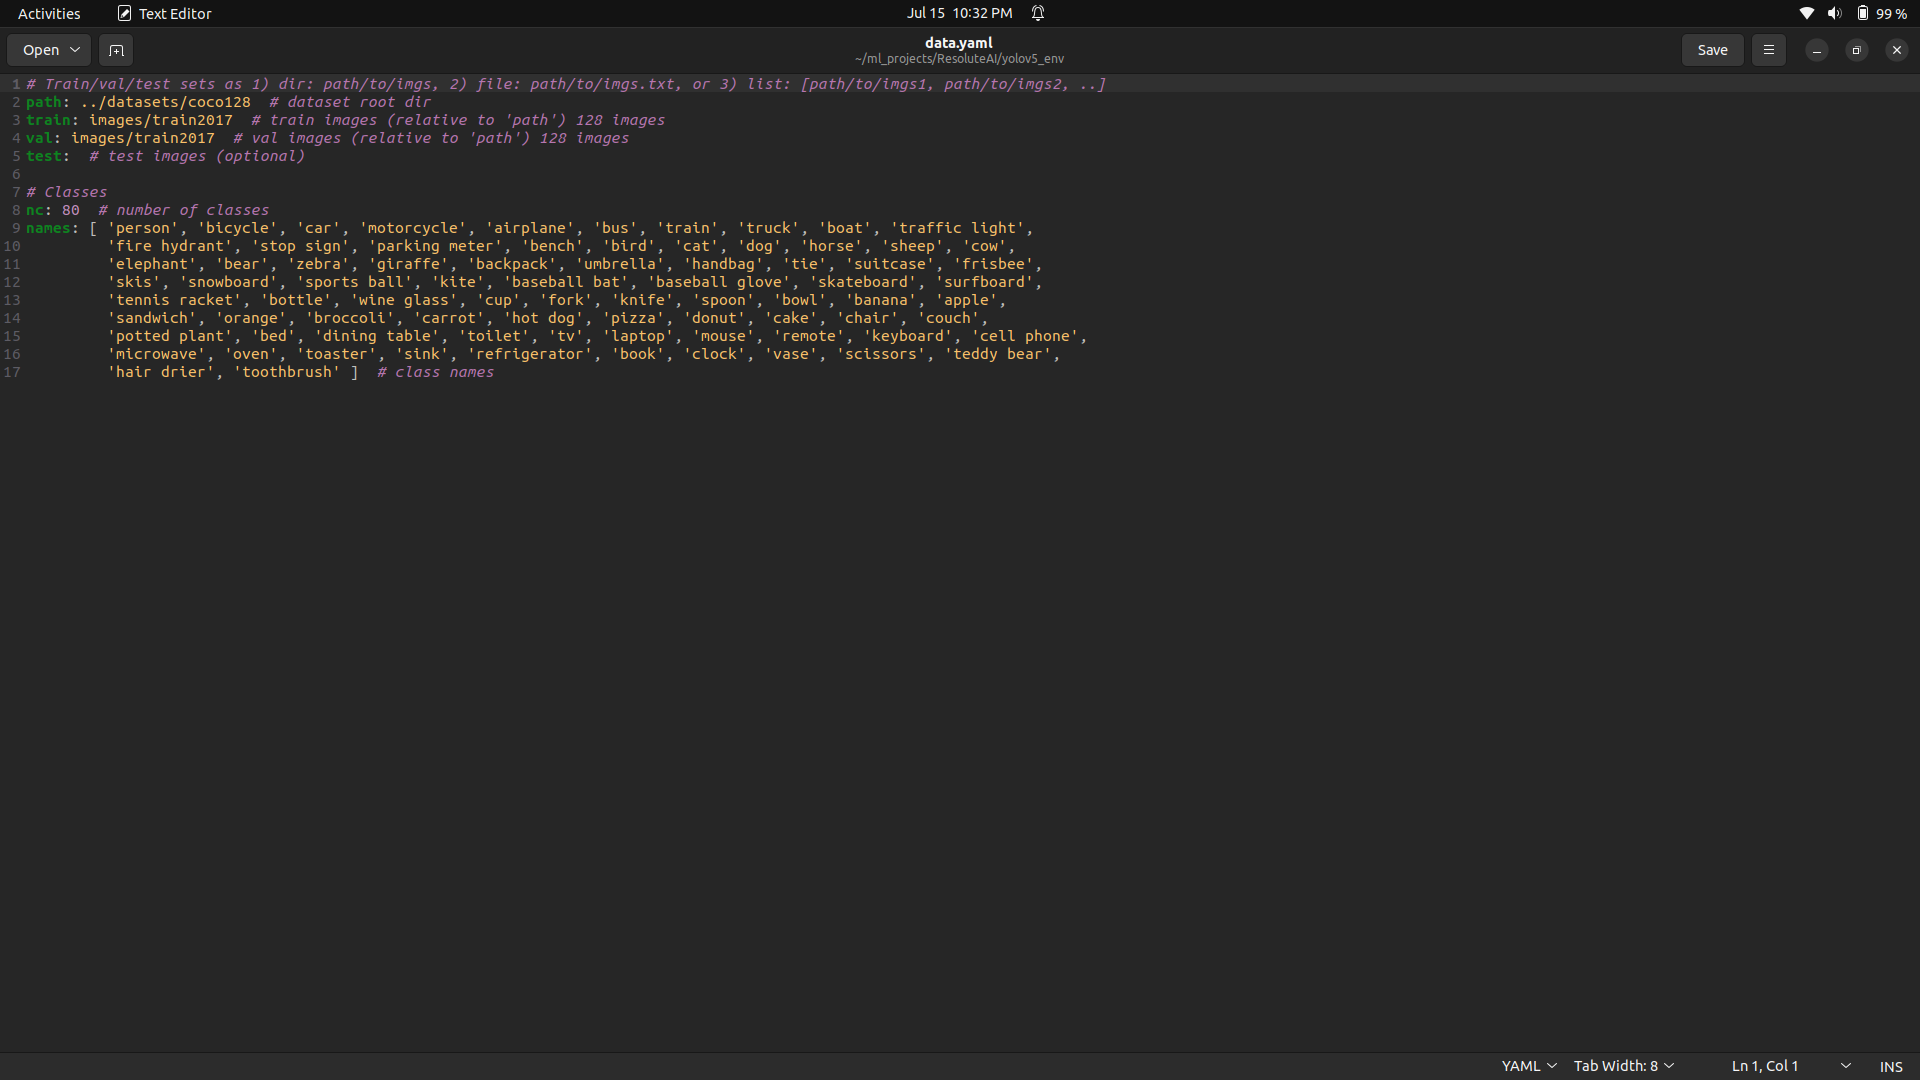 Activities Text Editor Jul 15 10:32 PM 99 %
Open data.yaml Save
~/ml_projects/ResoluteAI/yolov5_env
1 # Train/val/test sets as 1) dir: path/to/imgs, 2) file: path/to/imgs.txt, or 3) list: [path/to/imgs1, path/to/imgs2, ..]
2 path: ../datasets/coco128  # dataset root dir
3 train: images/train2017  # train images (relative to 'path') 128 images
4 val: images/train2017  # val images (relative to 'path') 128 images
5 test:  # test images (optional)
6
7 # Classes
8 nc: 80  # number of classes
9 names: [ 'person', 'bicycle', 'car', 'motorcycle', 'airplane', 'bus', 'train', 'truck', 'boat', 'traffic light',
10 'fire hydrant', 'stop sign', 'parking meter', 'bench', 'bird', 'cat', 'dog', 'horse', 'sheep', 'cow',
11 'elephant', 'bear', 'zebra', 'giraffe', 'backpack', 'umbrella', 'handbag', 'tie', 'suitcase', 'frisbee',
12 'skis', 'snowboard', 'sports ball', 'kite', 'baseball bat', 'baseball glove', 'skateboard', 'surfboard',
13 'tennis racket', 'bottle', 'wine glass', 'cup', 'fork', 'knife', 'spoon', 'bowl', 'banana', 'apple',
14 'sandwich', 'orange', 'broccoli', 'carrot', 'hot dog', 'pizza', 'donut', 'cake', 'chair', 'couch',
15 'potted plant', 'bed', 'dining table', 'toilet', 'tv', 'laptop', 'mouse', 'remote', 'keyboard', 'cell phone',
16 'microwave', 'oven', 'toaster', 'sink', 'refrigerator', 'book', 'clock', 'vase', 'scissors', 'teddy bear',
17 'hair drier', 'toothbrush' ]  # class names
YAML Tab Width: 8 Ln 1, Col 1 INS